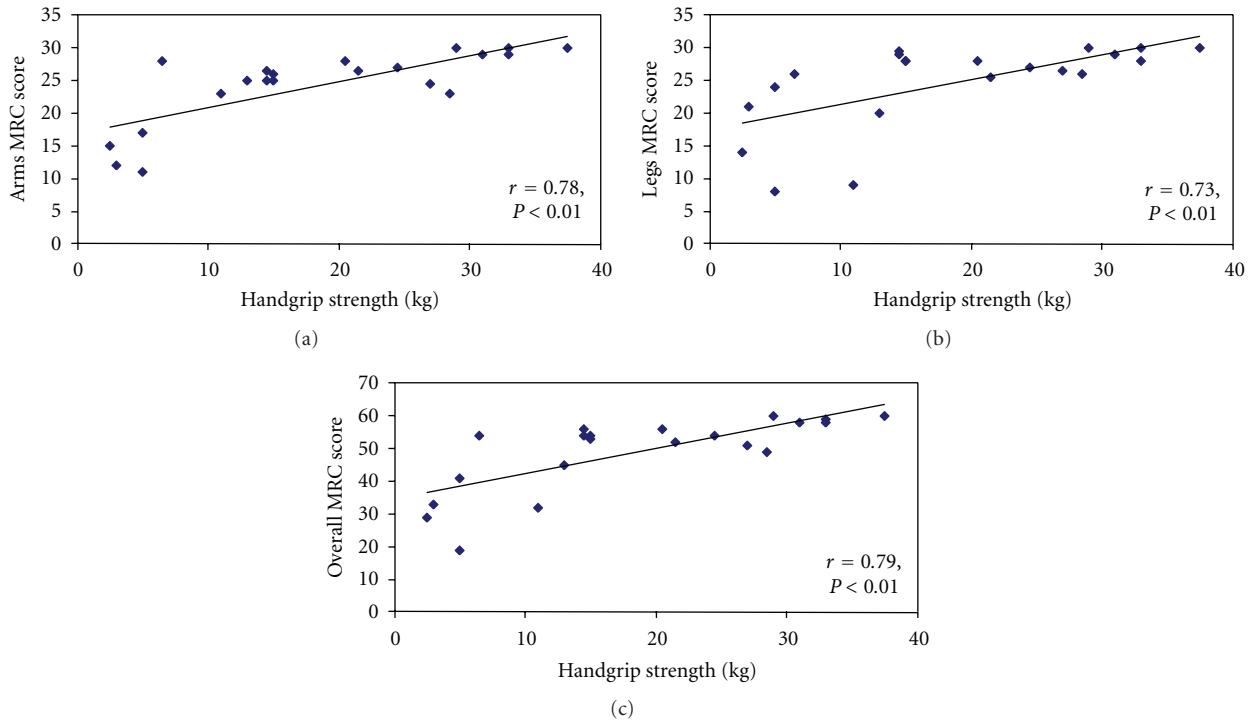 Arms MRC score
35
30
25
20
15
10
5
0
0 10 20 30 40
Handgrip strength (kg)
r = 0.78,
P < 0.01
(a)
Legs MRC score
35
30
25
20
15
10
5
0
0 10 20 30 40
Handgrip strength (kg)
r = 0.73,
P < 0.01
(b)
Overall MRC score
70
60
50
40
30
20
10
0
0 10 20 30 40
Handgrip strength (kg)
r = 0.79,
P < 0.01
(c)